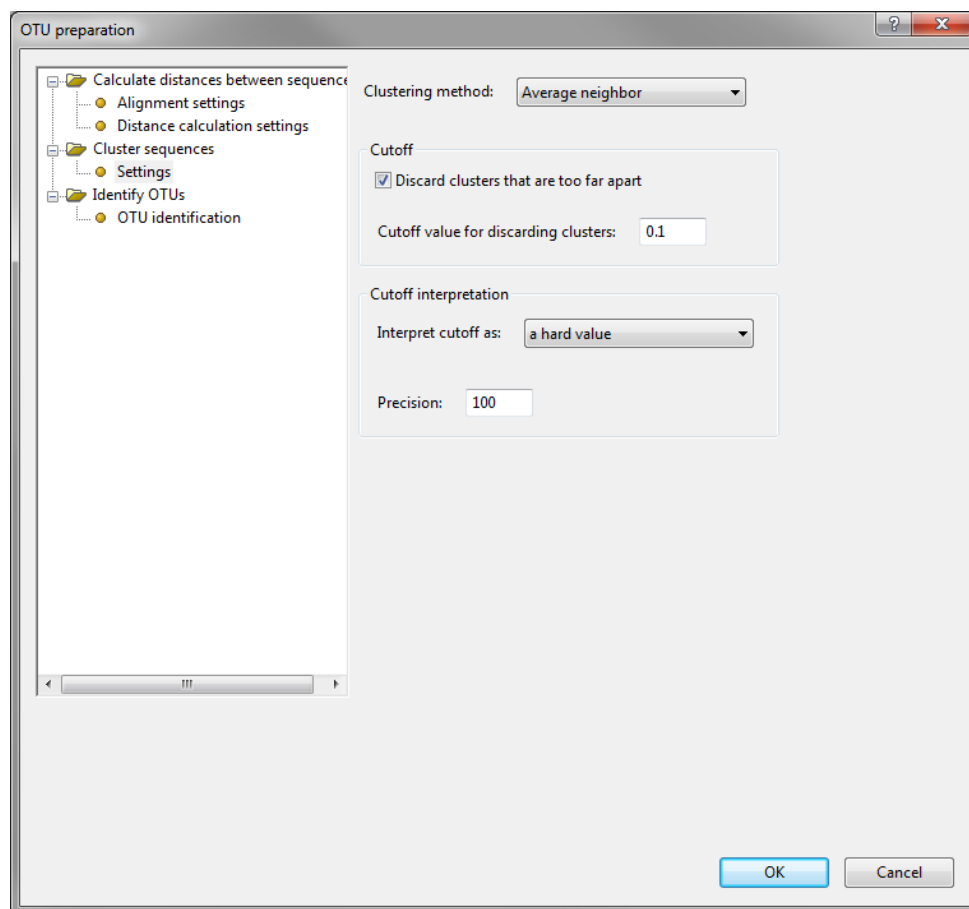 OTU preparation
Calculate distances between sequence
Alignment settings
Distance calculation settings
Cluster sequences
Settings
Identify OTUs
OTU identification
Clustering method: Average neighbor
Cutoff
Discard clusters that are too far apart
Cutoff value for discarding clusters: 0.1
Cutoff interpretation
Interpret cutoff as: a hard value
Precision: 100
OK Cancel